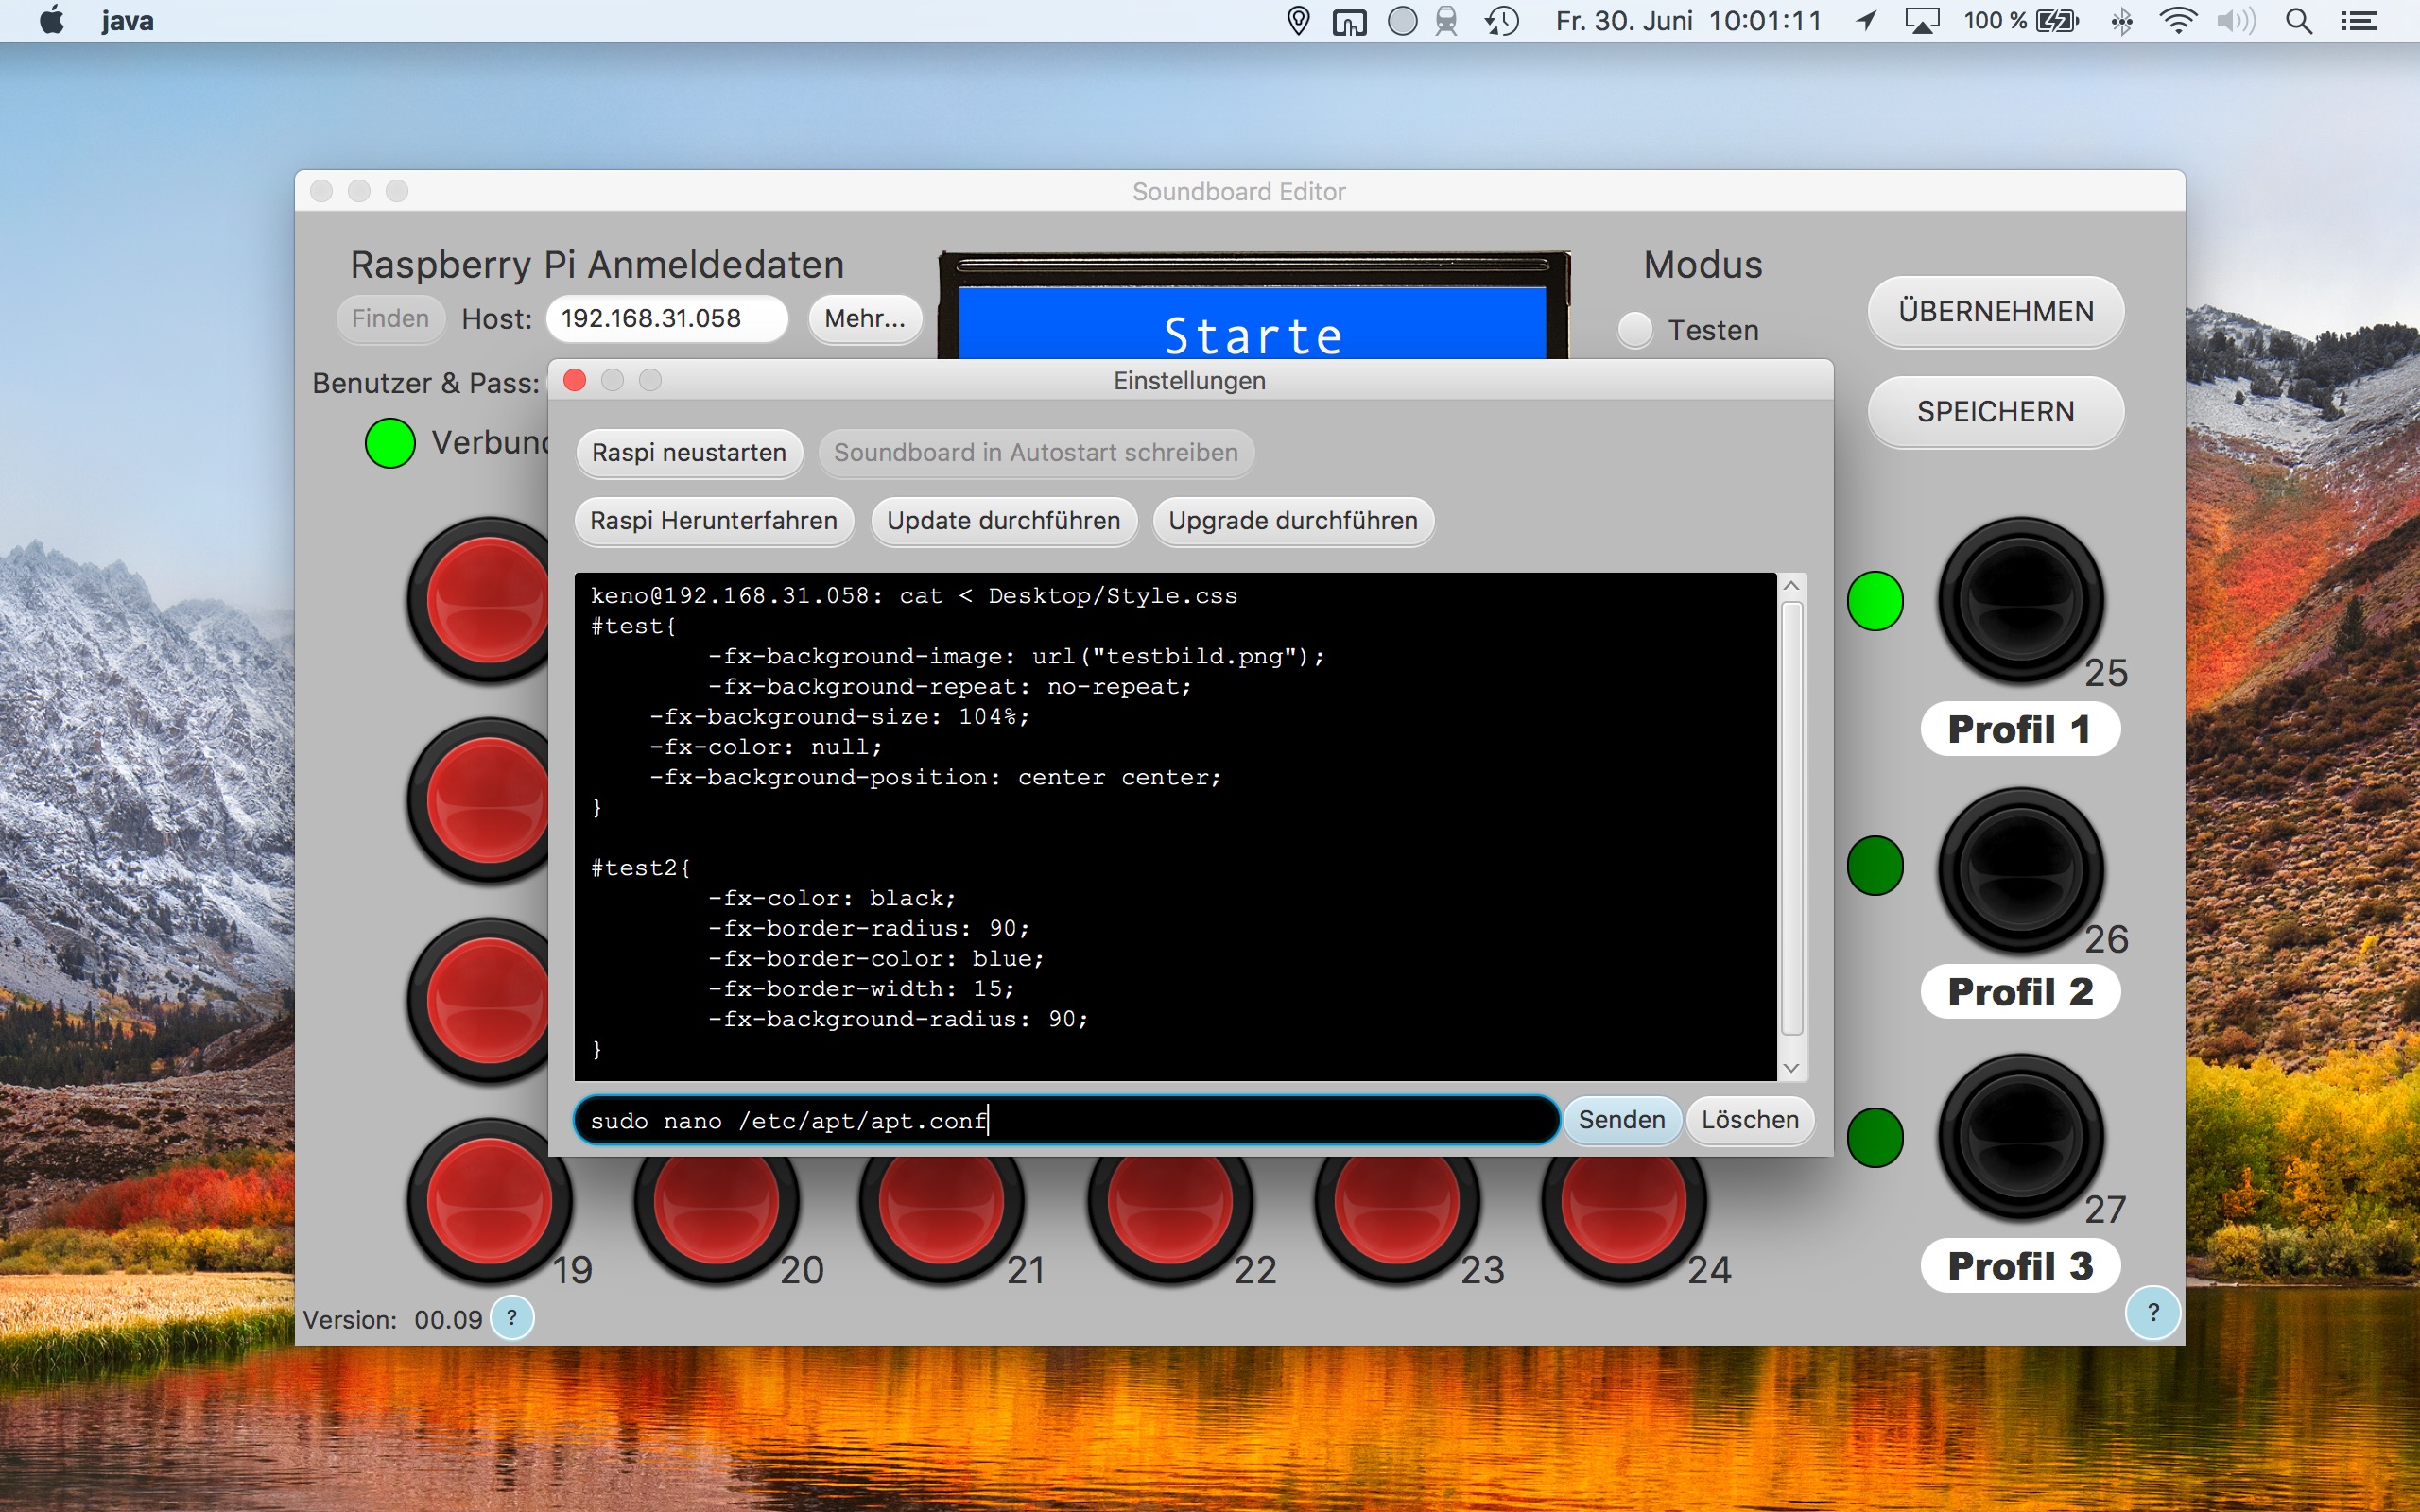 java
Fr. 30. Juni 10:01:11
100 %
Soundboard Editor
Raspberry Pi Anmeldedaten
Finden Host: 192.168.31.058 Mehr...
Benutzer & Pass:
Verbund
Starte
Modus
Testen
ÜBERNEHMEN
SPEICHERN
Einstellungen
Raspi neustarten
Soundboard in Autostart schreiben
Raspi Herunterfahren
Update durchführen
Upgrade durchführen
keno@192.168.31.058: cat < Desktop/Style.css
#test{
-fx-background-image: url("testbild.png");
-fx-background-repeat: no-repeat;
-fx-background-size: 104%;
-fx-color: null;
-fx-background-position: center center;
}
#test2{
-fx-color: black;
-fx-border-radius: 90;
-fx-border-color: blue;
-fx-border-width: 15;
-fx-background-radius: 90;
}
sudo nano /etc/apt/apt.conf
Senden
Löschen
25
Profil 1
26
Profil 2
27
Profil 3
19
20
21
22
23
24
Version: 00.09 ?
?